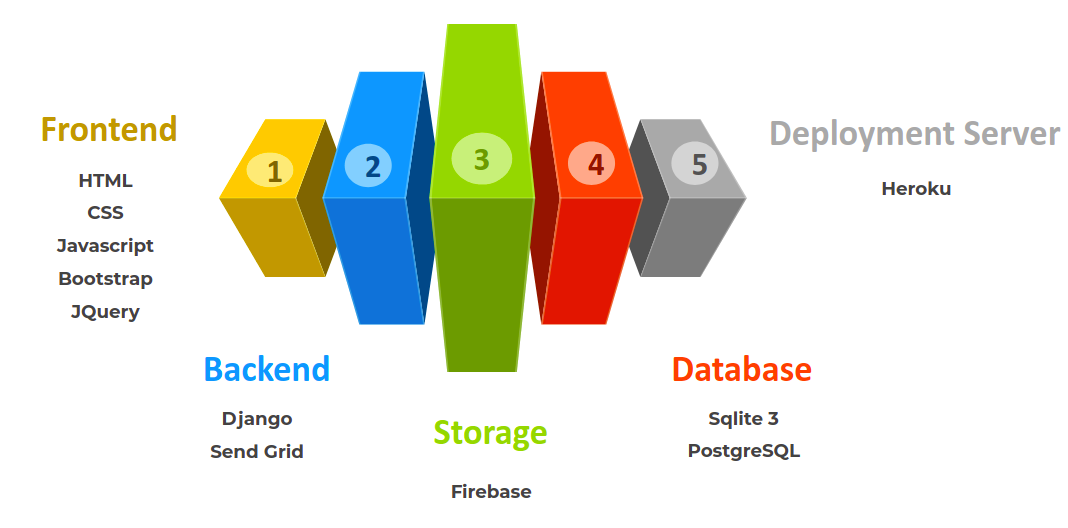 Frontend
HTML
CSS
Javascript
Bootstrap
JQuery
1
2
3
4
5
Deployment Server
Heroku
Backend
Django
Send Grid
Storage
Firebase
Database
Sqlite 3
PostgreSQL